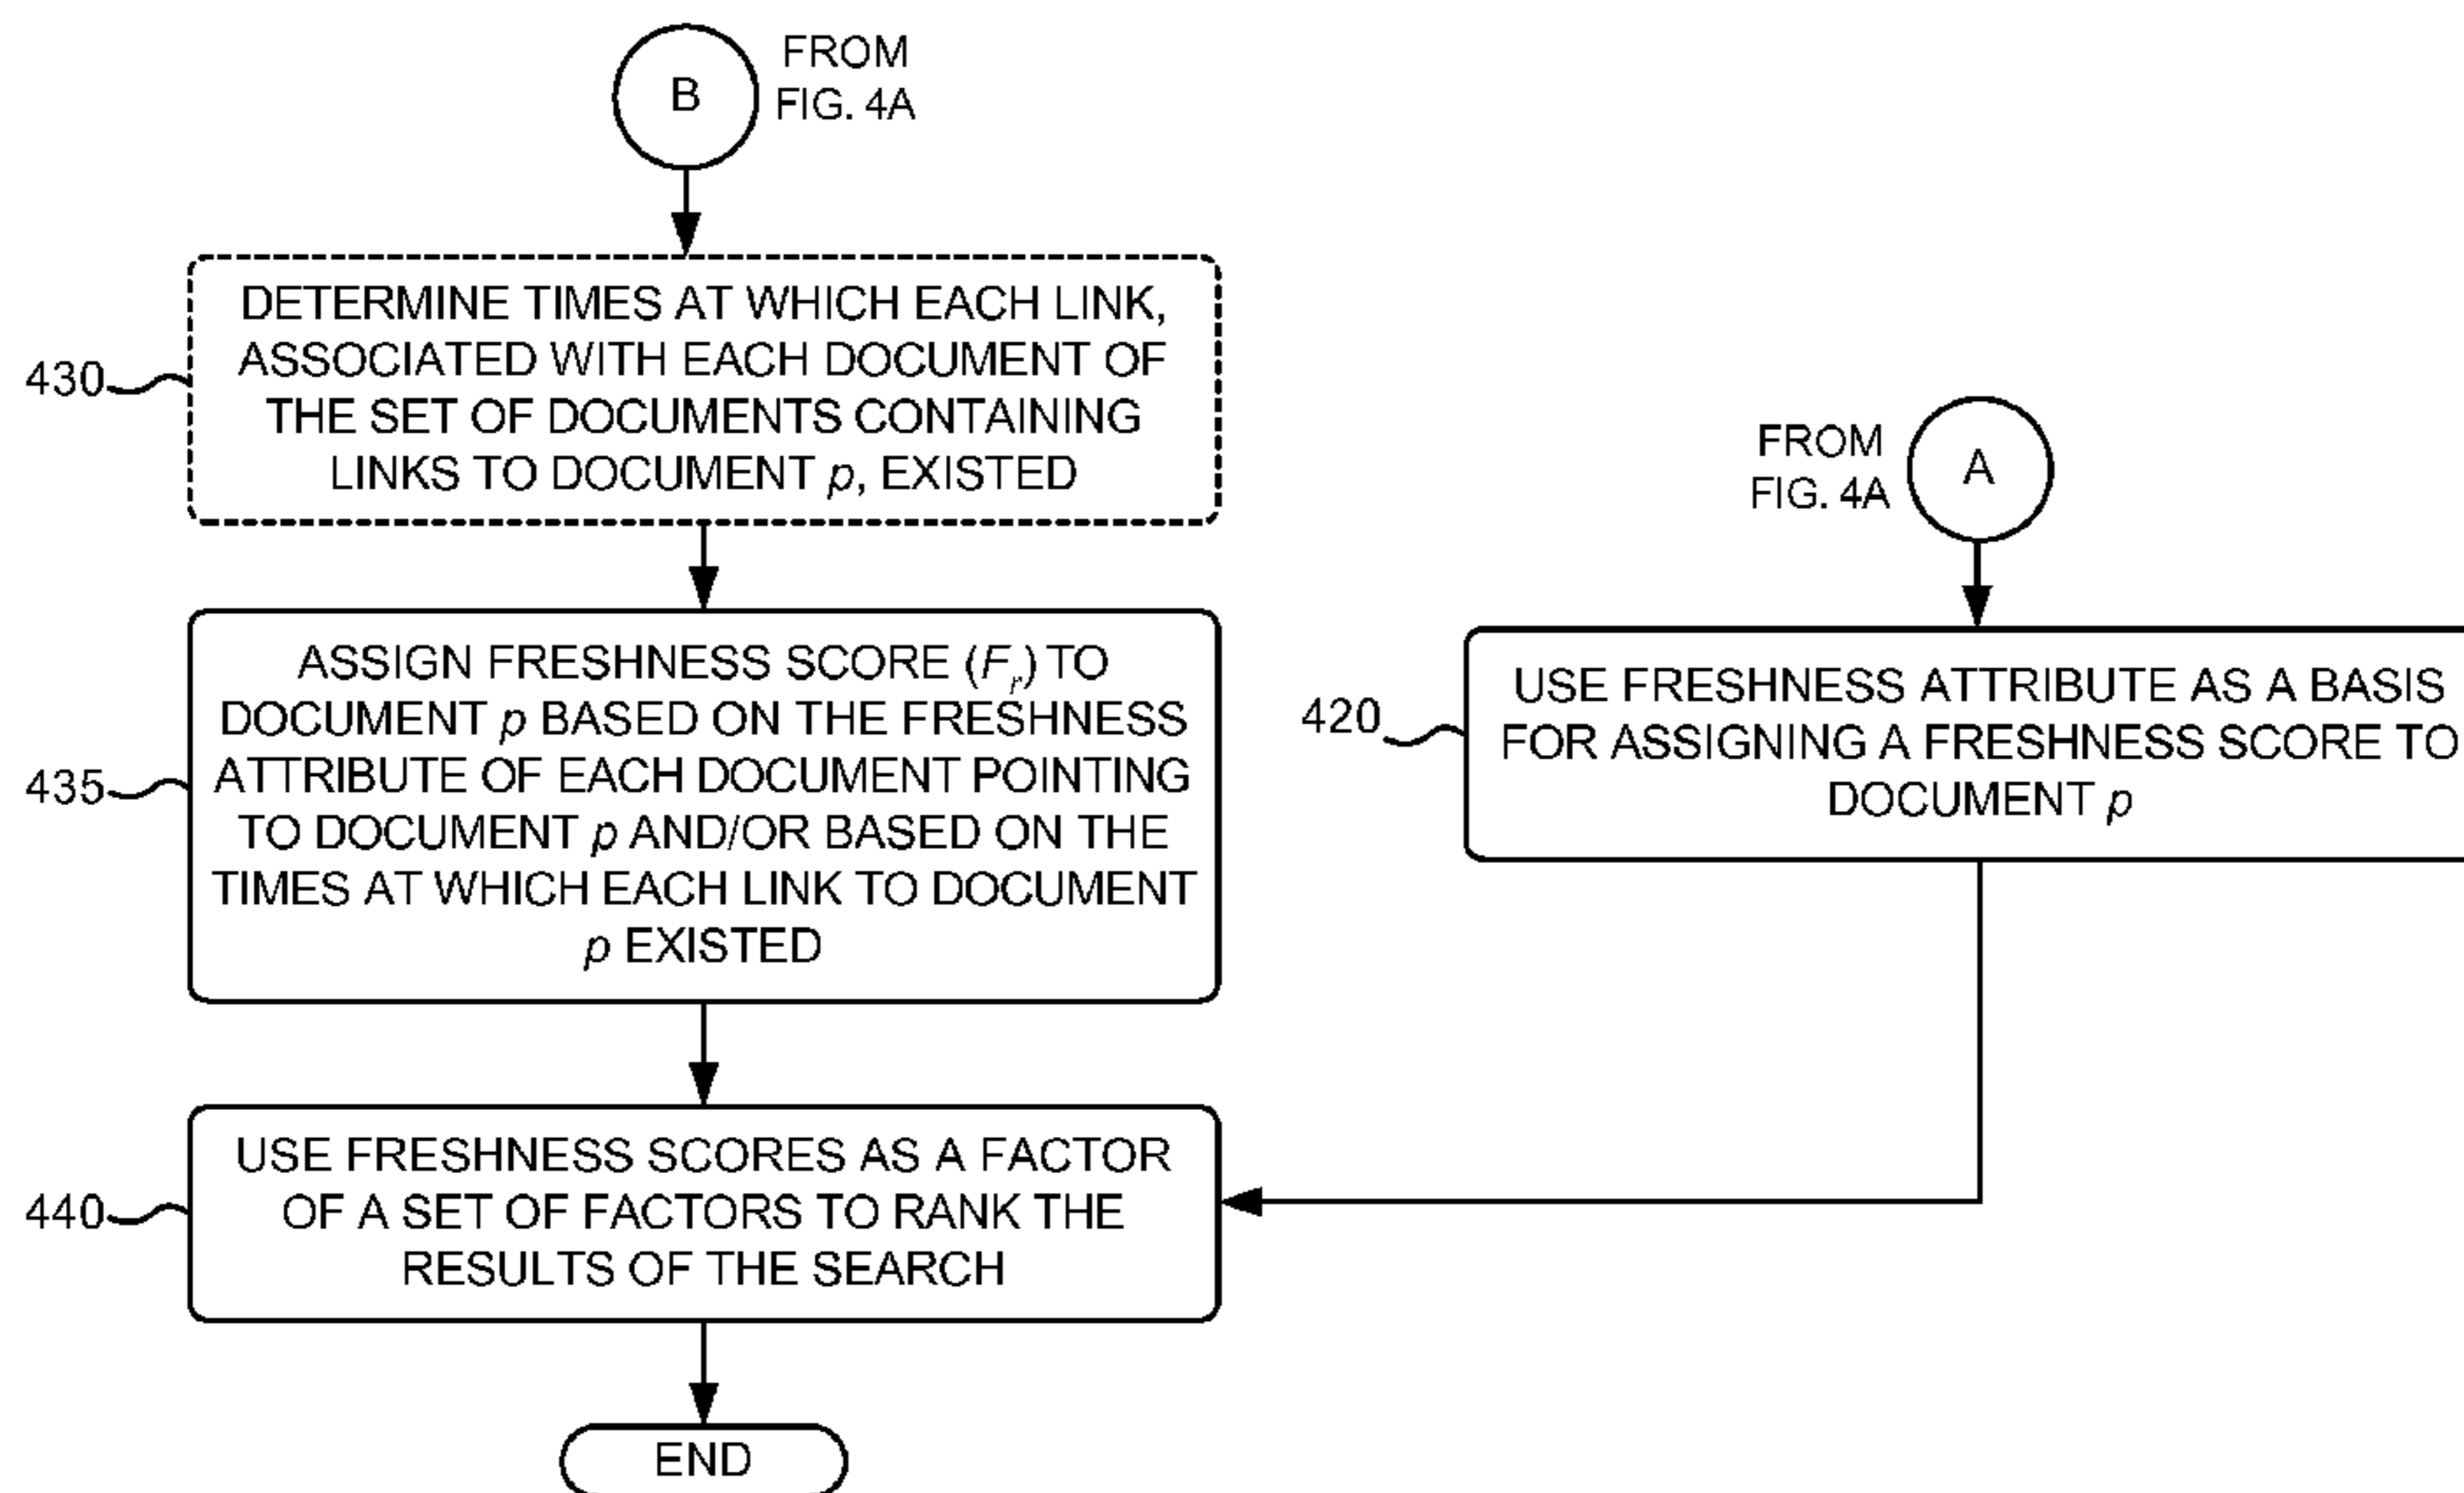 B
FROM
FIG. 4A
430
DETERMINE TIMES AT WHICH EACH LINK,
ASSOCIATED WITH EACH DOCUMENT OF
THE SET OF DOCUMENTS CONTAINING
LINKS TO DOCUMENT p, EXISTED
435
ASSIGN FRESHNESS SCORE (Fr) TO
DOCUMENT p BASED ON THE FRESHNESS
ATTRIBUTE OF EACH DOCUMENT POINTING
TO DOCUMENT p AND/OR BASED ON THE
TIMES AT WHICH EACH LINK TO DOCUMENT
p EXISTED
FROM
FIG. 4A
A
420
USE FRESHNESS ATTRIBUTE AS A BASIS
FOR ASSIGNING A FRESHNESS SCORE TO
DOCUMENT p
440
USE FRESHNESS SCORES AS A FACTOR
OF A SET OF FACTORS TO RANK THE
RESULTS OF THE SEARCH
END